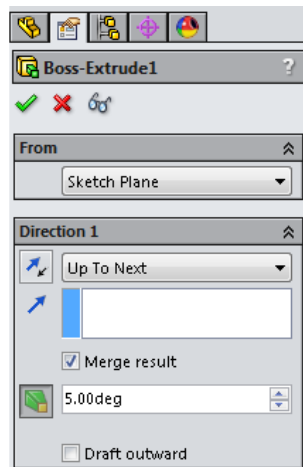 Boss-Extrude1 ?
From
Sketch Plane
Direction 1
Up To Next
Merge result
5.00deg
Draft outward